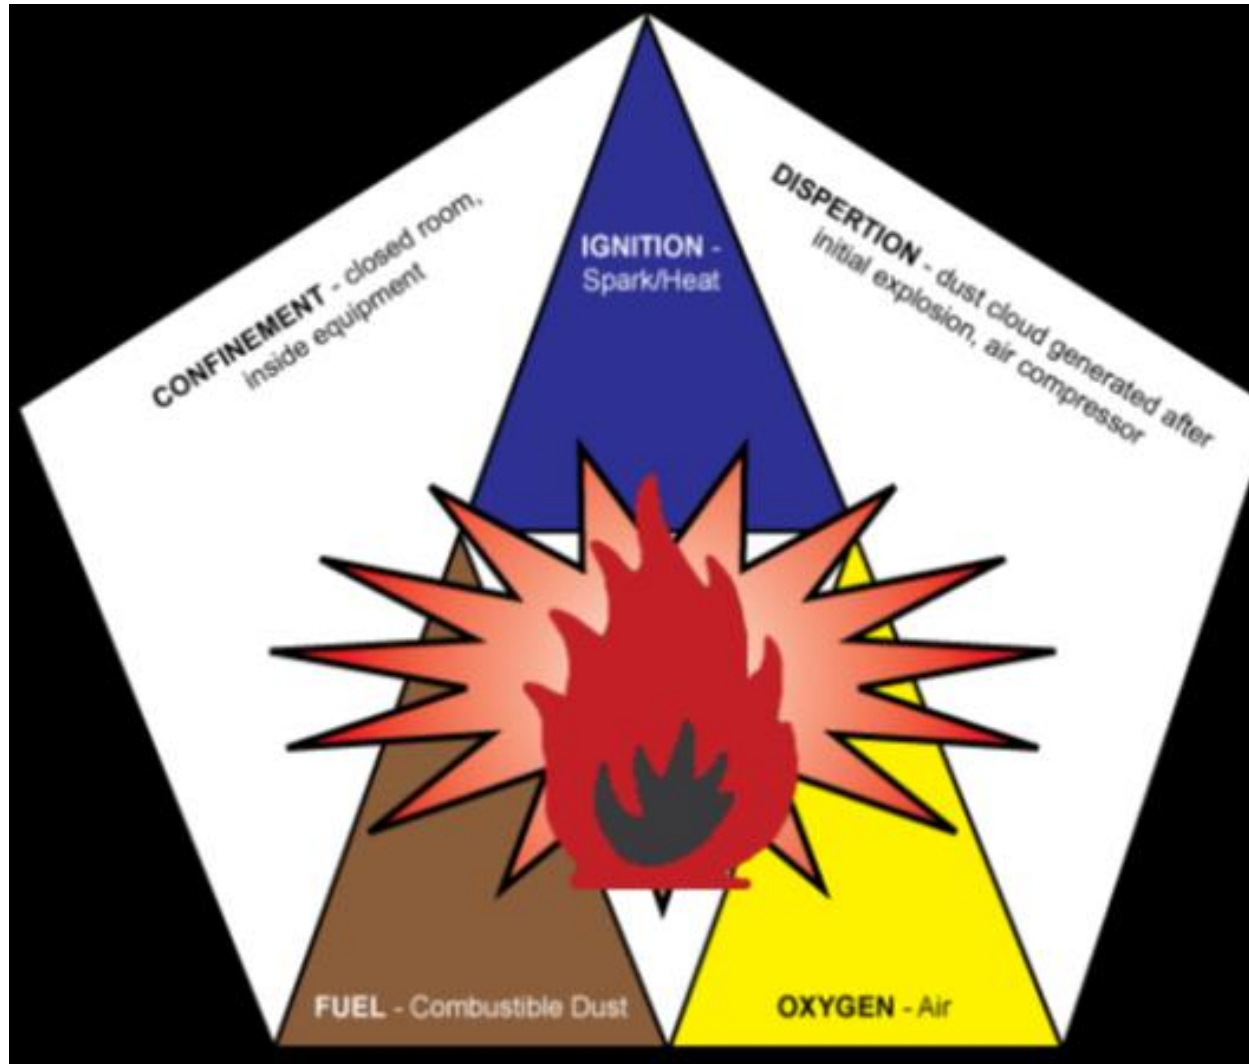 CONFINEMENT - closed room,
inside equipment
IGNITION -
Spark/Heat
DISPERTION - dust cloud generated after
initial explosion, air compressor
FUEL - Combustible Dust
OXYGEN - Air